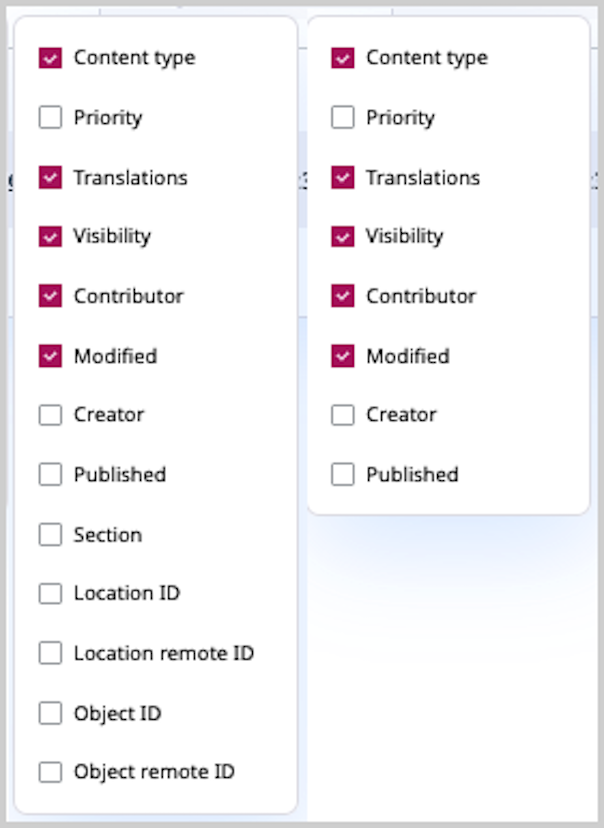 Content type
Priority
Translations
Visibility
Contributor
Modified
Creator
Published
Section
Location ID
Location remote ID
Object ID
Object remote ID
Content type
Priority
Translations
Visibility
Contributor
Modified
Creator
Published